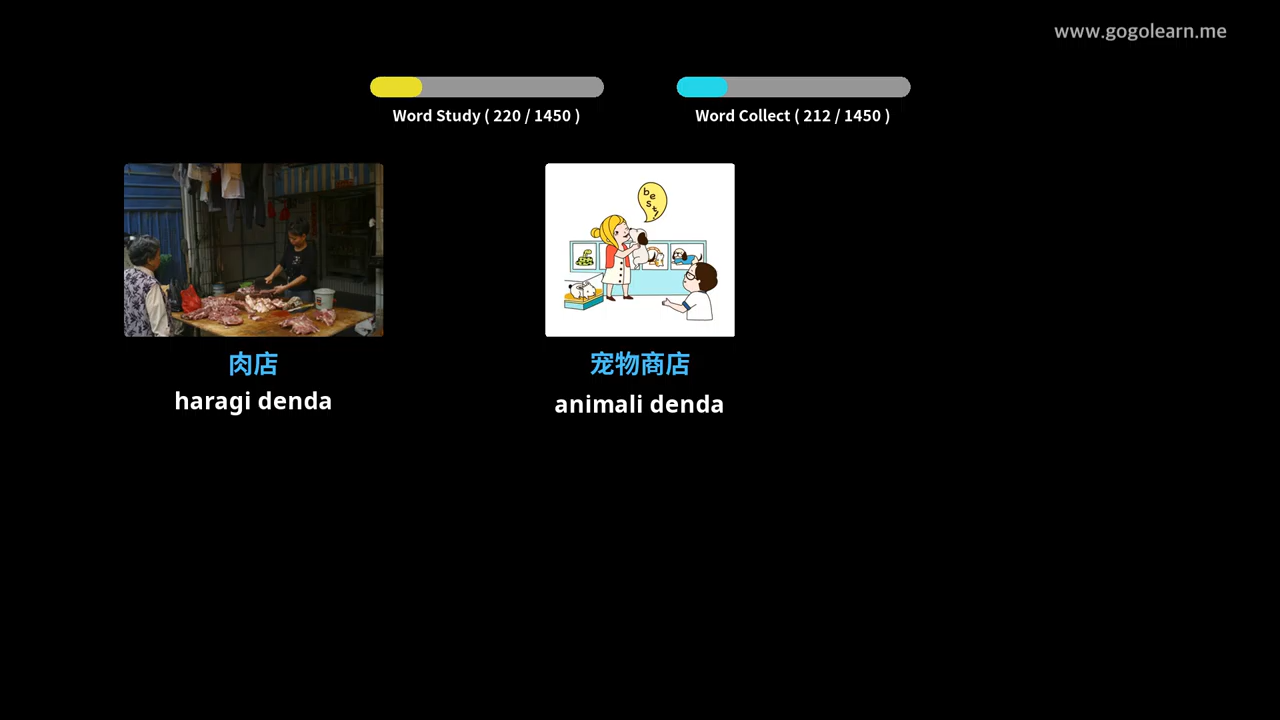 www.gogolearn.me
Word Study ( 220 / 1450 )
Word Collect ( 212 / 1450 )
best
肉店
haragi denda
宠物商店
animali denda